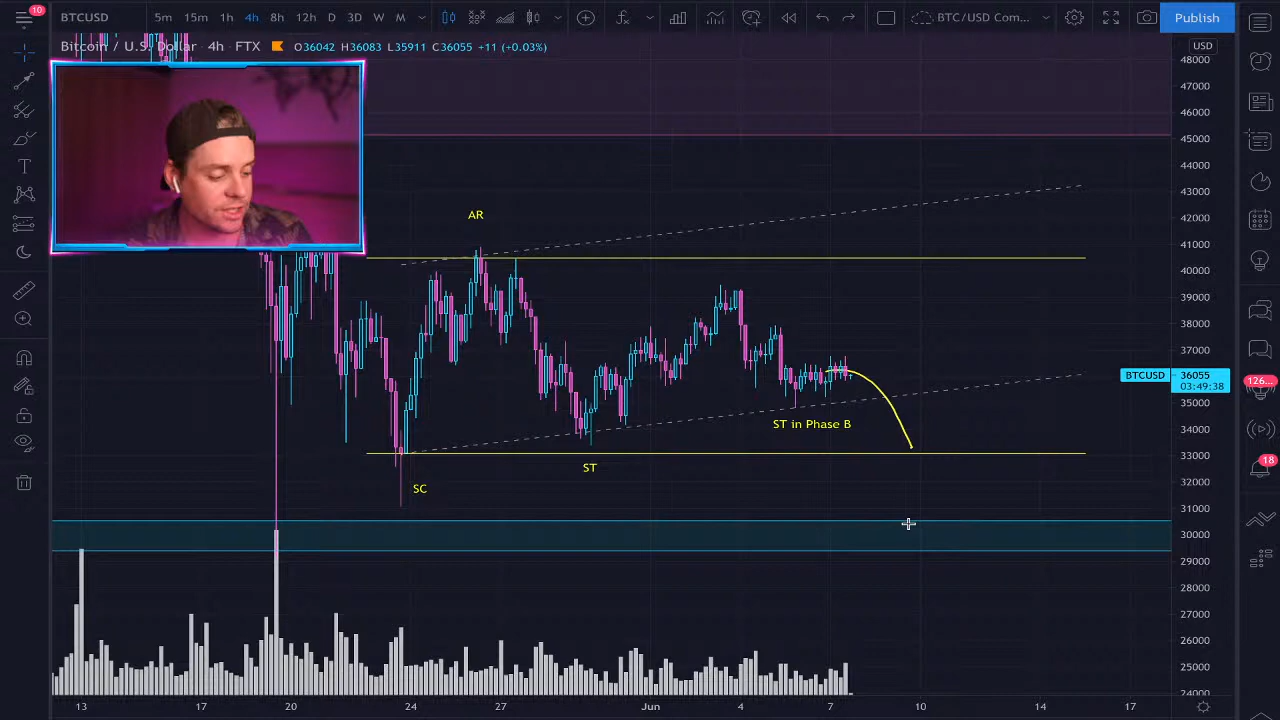 10
BTCUSD
5m 15m 1h 4h 8h 12h D 3D W M
BTC/USD Com...
Publish
Bitcoin / U.S. Dollar · 4h · FTX O36042 H36083 L35911 C36055 +11 (+0.03%)
USD
48000
47000
46000
45000
44000
43000
42000
41000
40000
39000
38000
37000
BTCUSD 36055
03:49:38
35000
34000
33000
32000
31000
30000
29000
28000
27000
26000
25000
24000
AR
ST in Phase B
ST
SC
126...
18
13 17 20 24 27 Jun 4 7 10 14 17